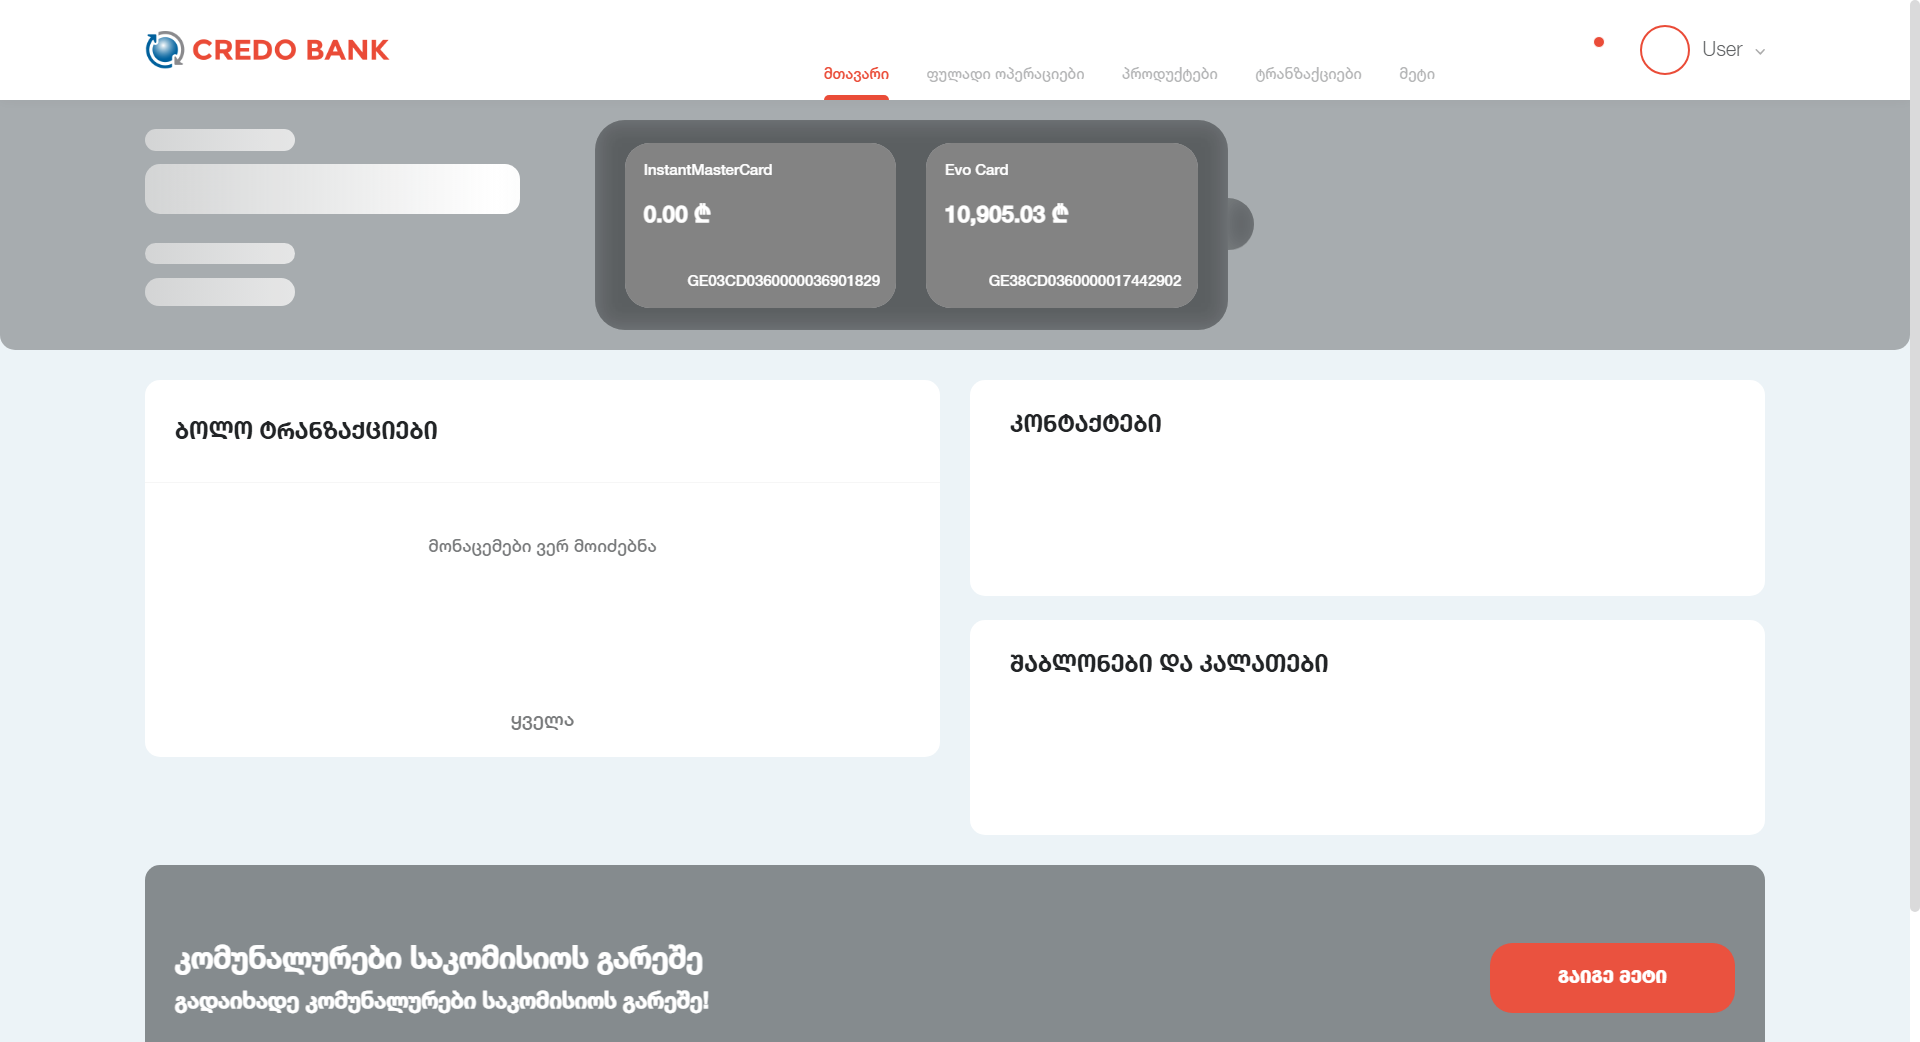 CREDO BANK
მთავარი
ფულადი ოპერაციები
პროდუქტები
ტრანზაქციები
მეტი
User
InstantMasterCard
0.00 ₾
GE03CD0360000036901829
Evo Card
10,905.03 ₾
GE38CD0360000017442902
ბოლო ტრანზაქციები
მონაცემები ვერ მოიძებნა
ყველა
კონტაქტები
შაბლონები და კალათები
კომუნალურები საკომისიოს გარეშე
გადაიხადე კომუნალურები საკომისიოს გარეშე!
გაიგე მეტი